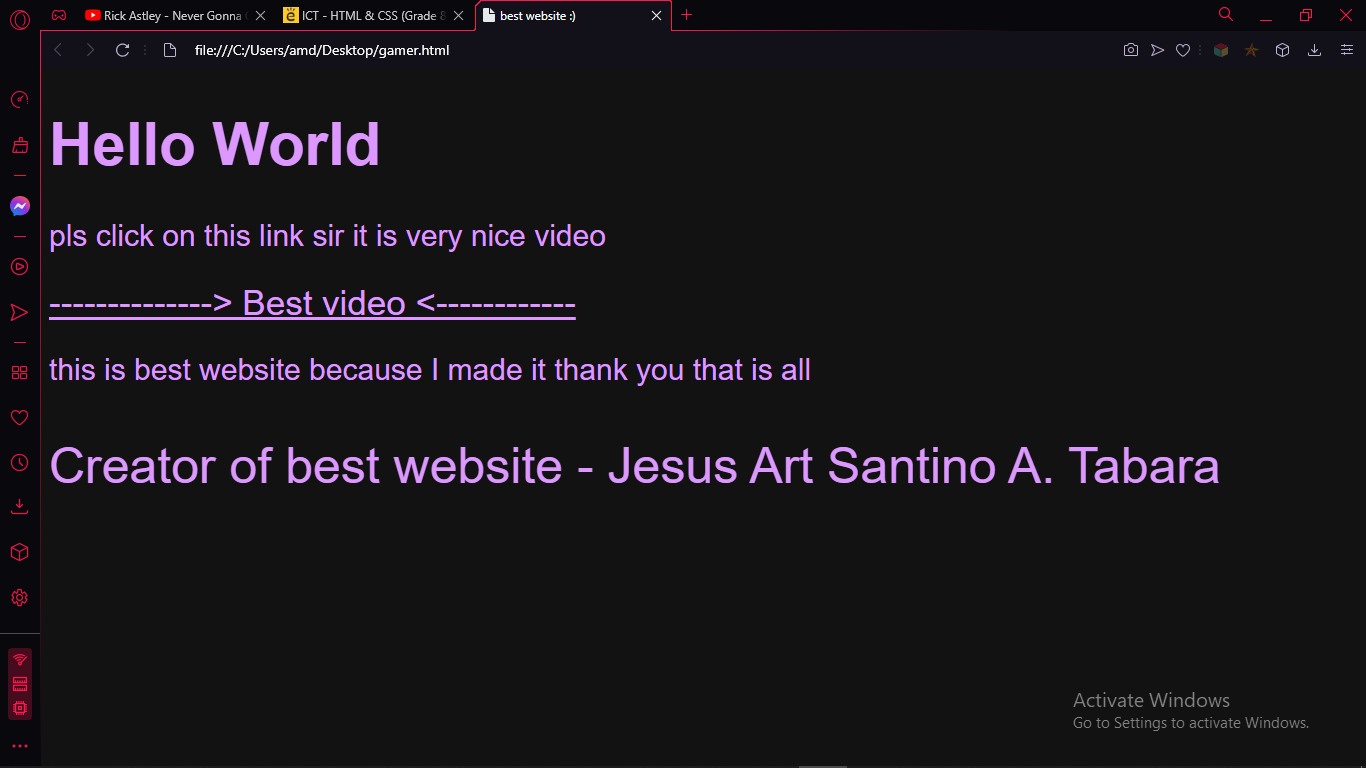 Rick Astley - Never Gonna
ICT - HTML & CSS (Grade 8
best website :)
file:///C:/Users/amd/Desktop/gamer.html
Hello World
pls click on this link sir it is very nice video
--------------> Best video <------------
this is best website because I made it thank you that is all
Creator of best website - Jesus Art Santino A. Tabara
Activate Windows
Go to Settings to activate Windows.